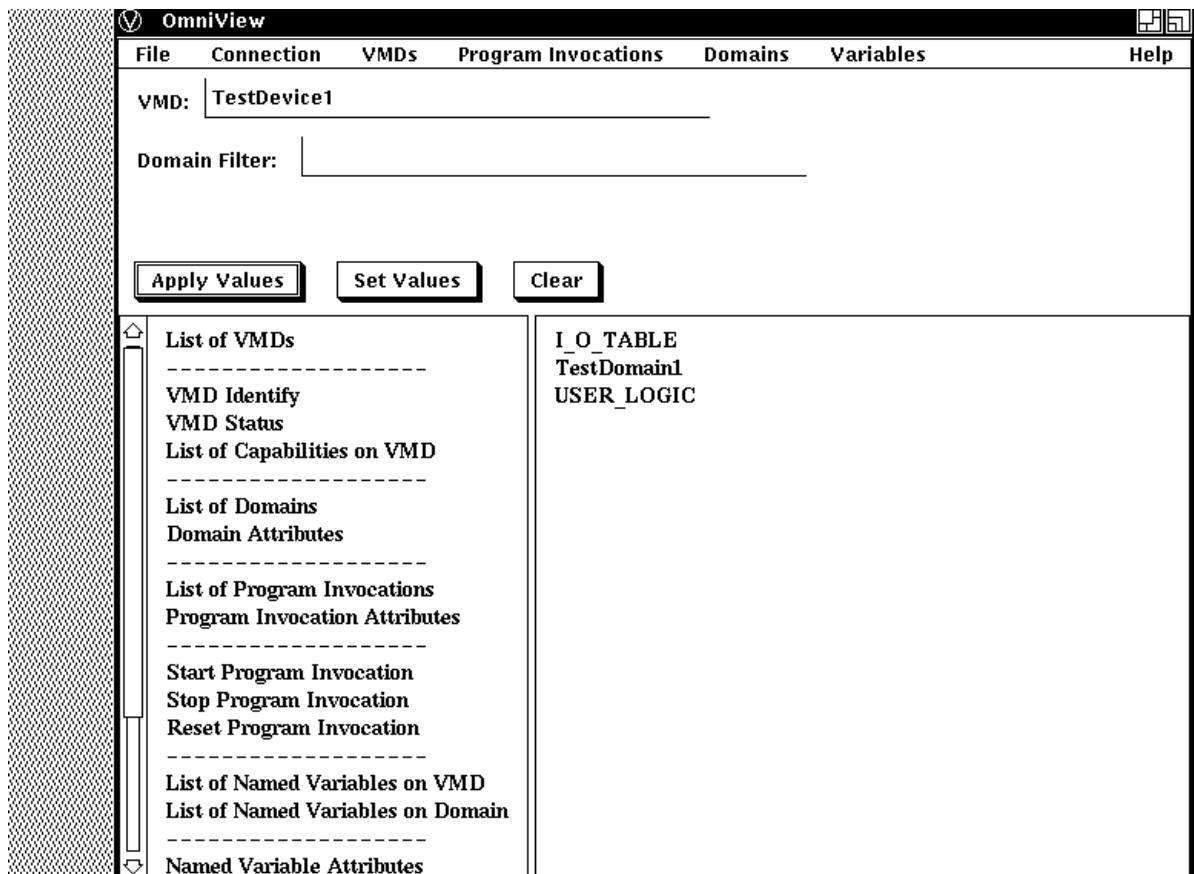 OmniView
File Connection VMDs Program Invocations Domains Variables Help
VMD: TestDevice1
Domain Filter:
Apply Values Set Values Clear
List of VMDs
--------------------
VMD Identify
VMD Status
List of Capabilities on VMD
--------------------
List of Domains
Domain Attributes
--------------------
List of Program Invocations
Program Invocation Attributes
--------------------
Start Program Invocation
Stop Program Invocation
Reset Program Invocation
--------------------
List of Named Variables on VMD
List of Named Variables on Domain
--------------------
Named Variable Attributes
I_O_TABLE
TestDomain1
USER_LOGIC